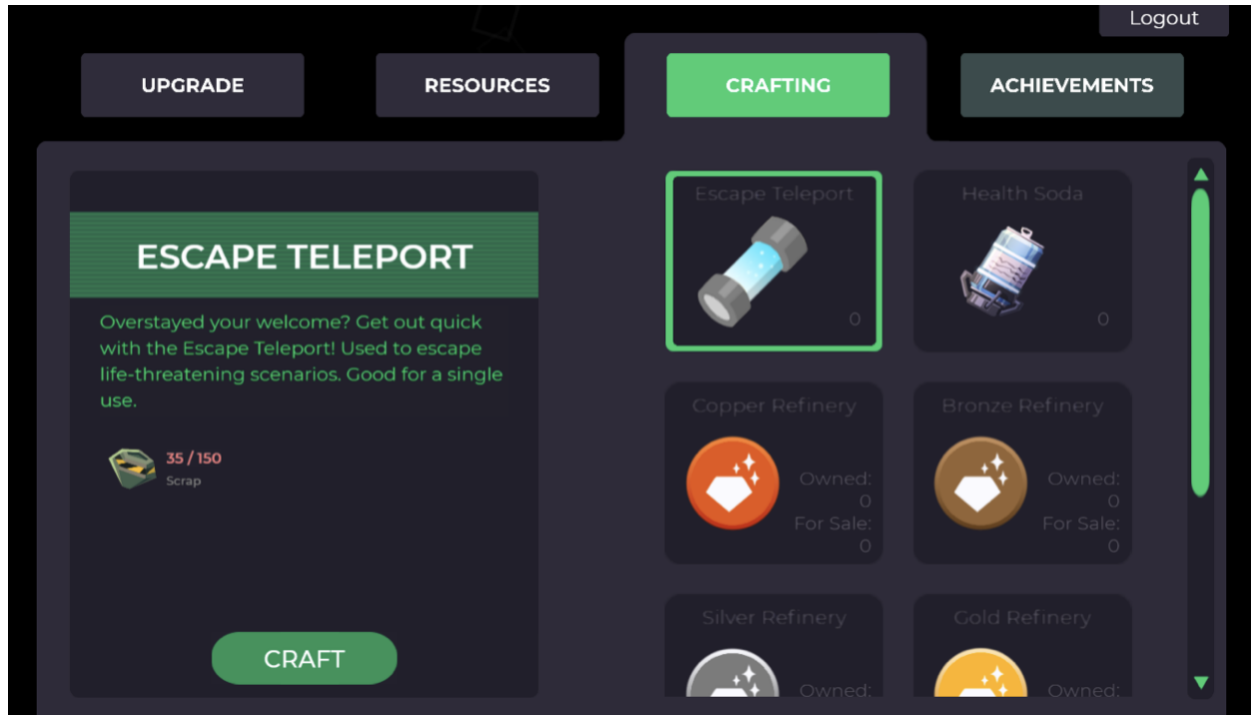 Logout
UPGRADE
RESOURCES
CRAFTING
ACHIEVEMENTS
ESCAPE TELEPORT
Overstayed your welcome? Get out quick
with the Escape Teleport! Used to escape
life-threatening scenarios. Good for a single
use.
35 / 150
Scrap
CRAFT
Escape Teleport
0
Health Soda
0
Copper Refinery
Owned:
0
For Sale:
0
Bronze Refinery
Owned:
0
For Sale:
0
Silver Refinery
Owned:
Gold Refinery
Owned: